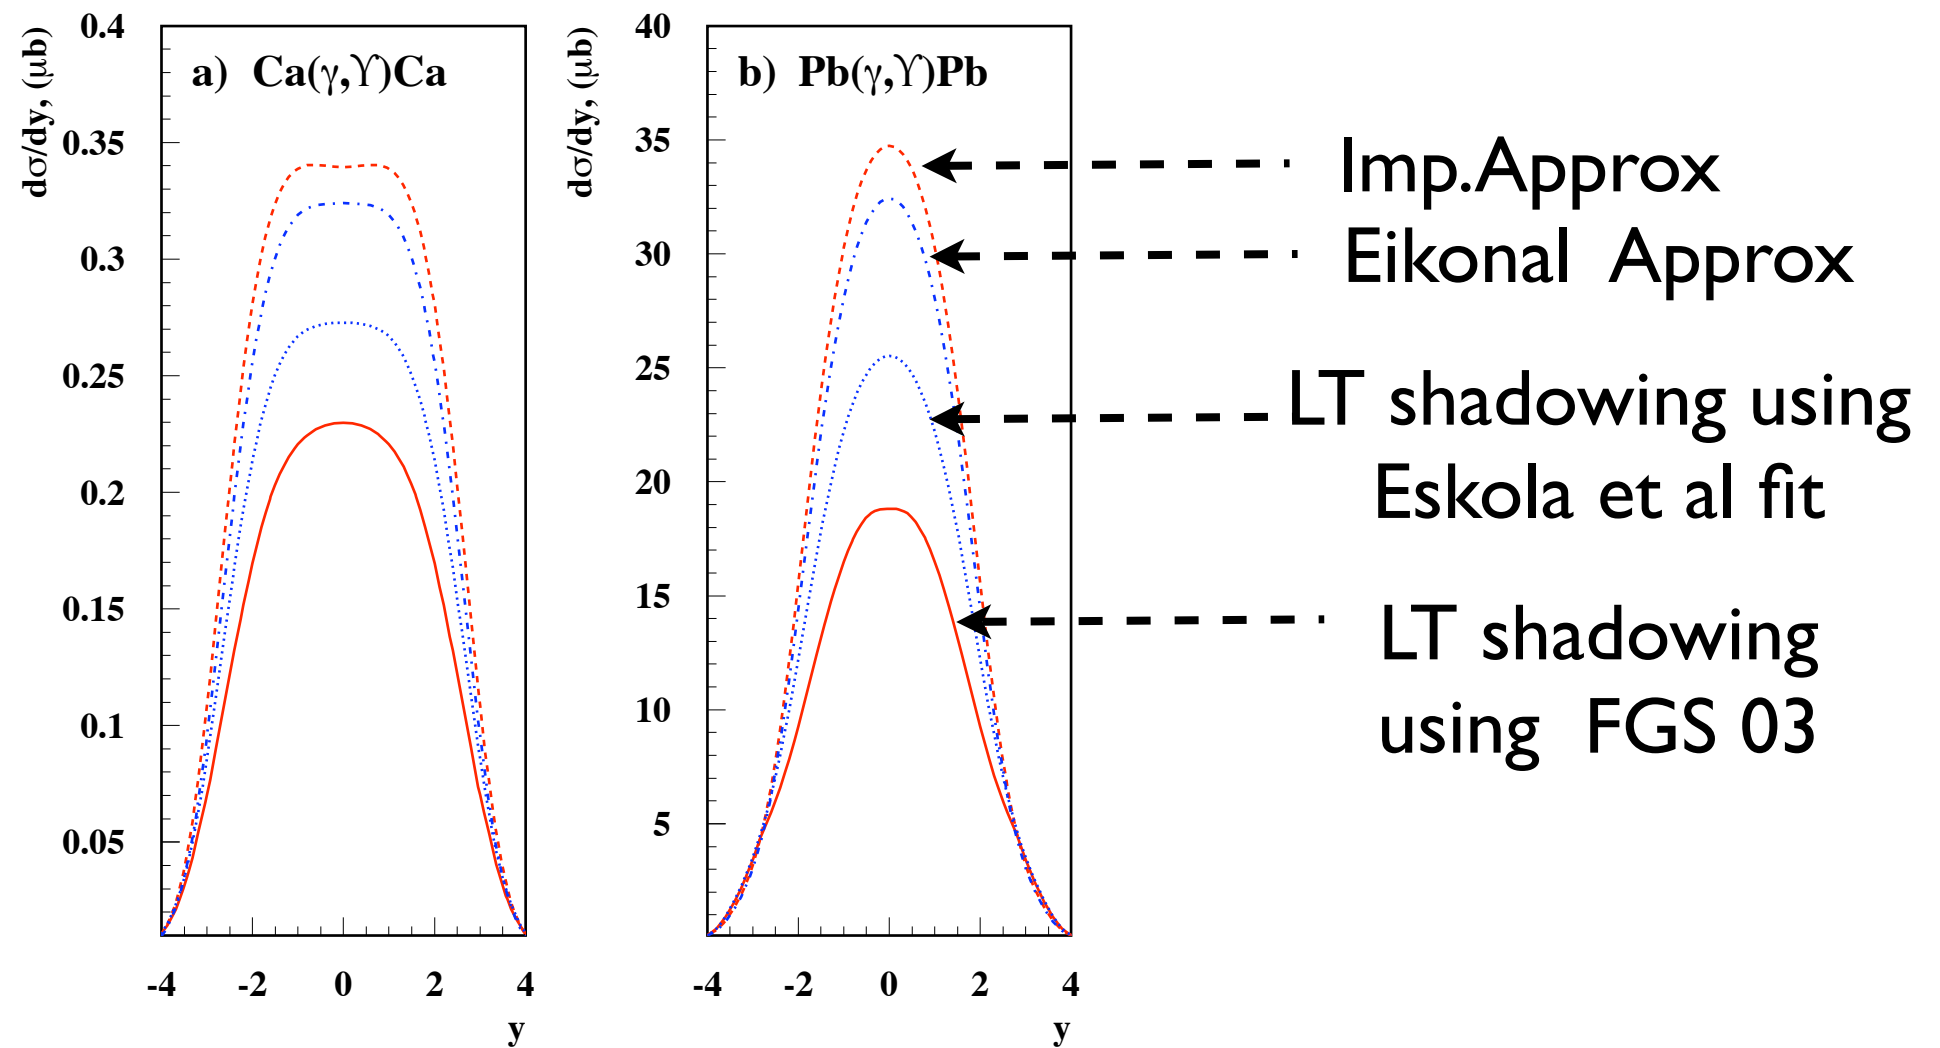 a) Ca(γ,ϒ)Ca
dσ/dy, (μb)
0.4
0.35
0.3
0.25
0.2
0.15
0.1
0.05
-4 -2 0 2 4
y
b) Pb(γ,ϒ)Pb
dσ/dy, (μb)
40
35
30
25
20
15
10
5
-4 -2 0 2 4
y
Imp.Approx
Eikonal Approx
LT shadowing using
Eskola et al fit
LT shadowing
using FGS 03